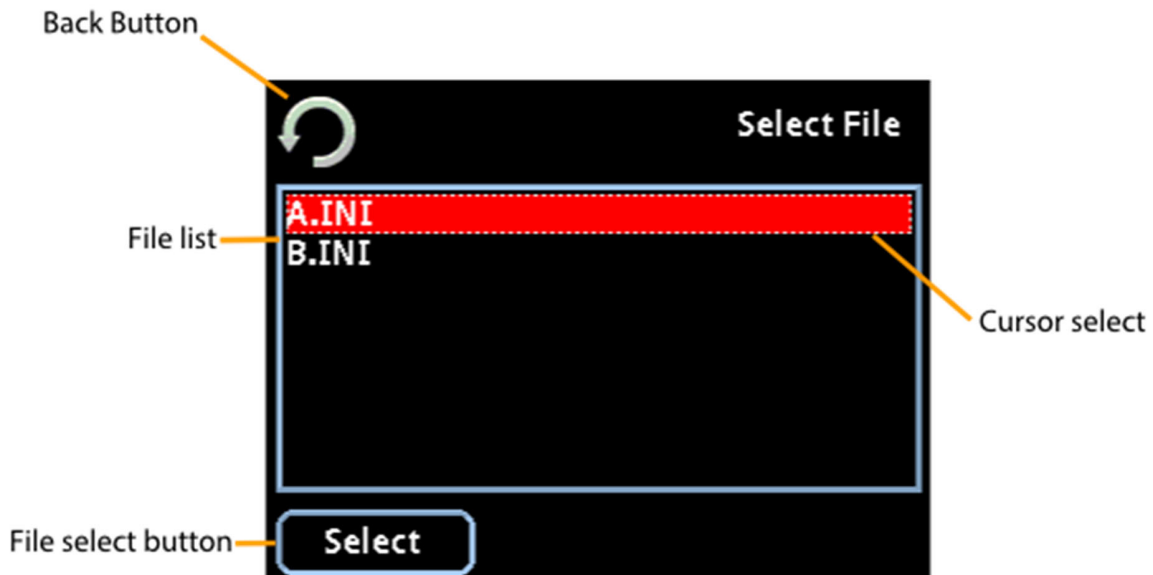 Back Button
Select File
A.INI
File list
B.INI
Cursor select
File select button
Select